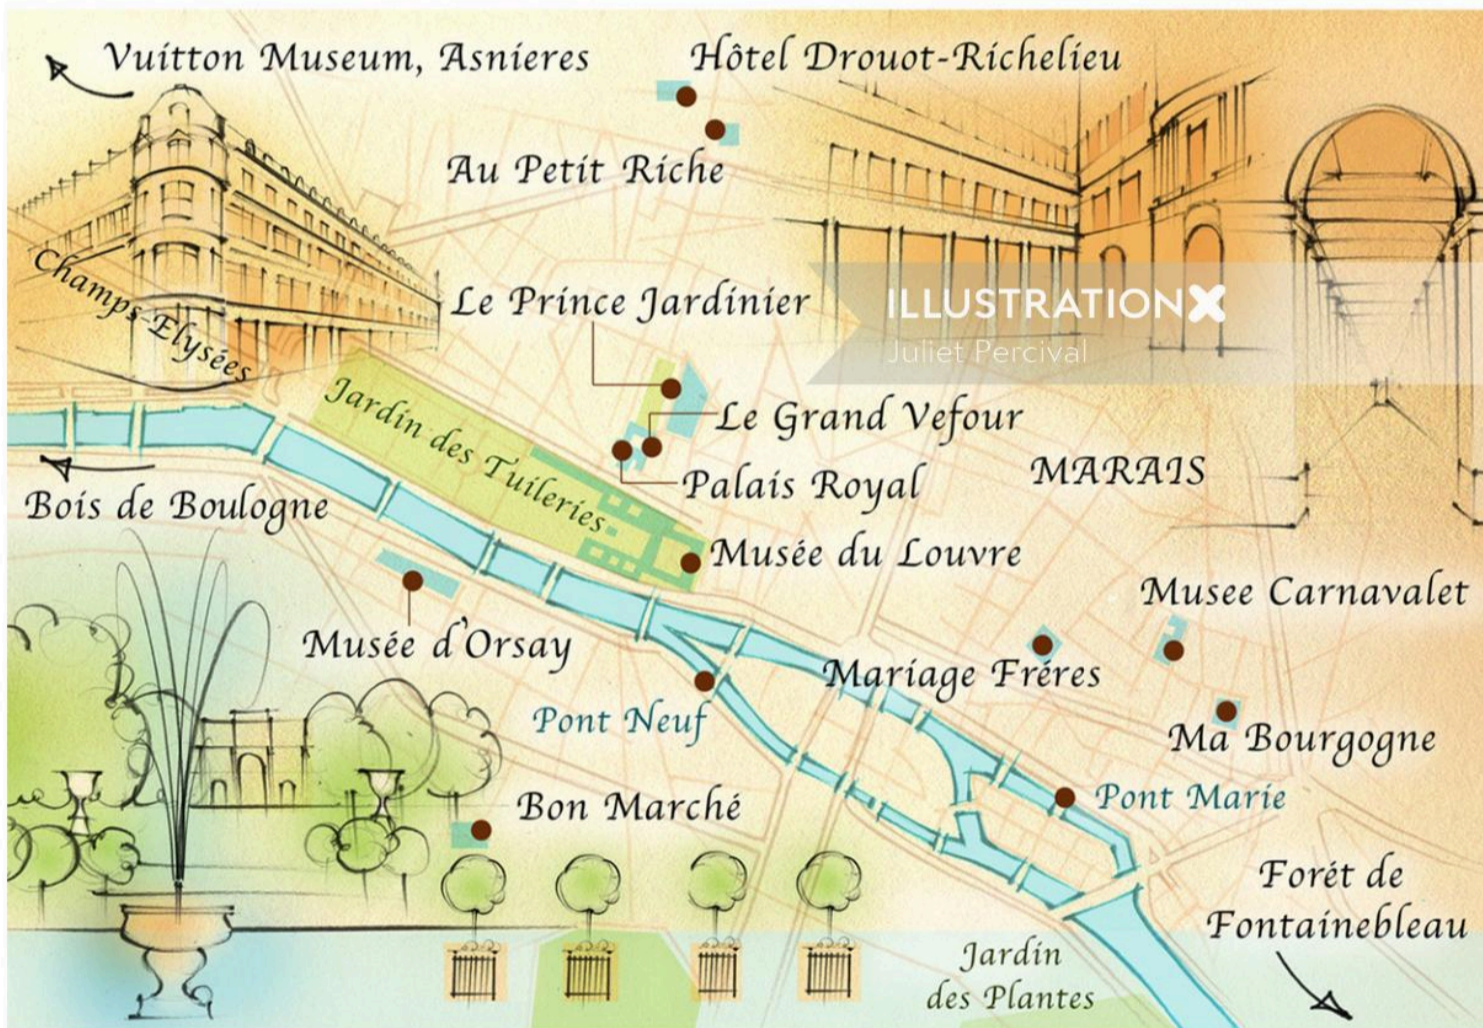 Vuitton Museum, Asnieres
Hôtel Drouot-Richelieu
Au Petit Riche
Champs-Elysées
Le Prince Jardinier
ILLUSTRATIONX
Juliet Percival
Jardin des Tuileries
Le Grand Vefour
Palais Royal
MARAIS
Bois de Boulogne
Musée du Louvre
Musee Carnavalet
Musée d'Orsay
Mariage Fréres
Pont Neuf
Ma Bourgogne
Bon Marché
Pont Marie
Forét de
Fontainebleau
Jardin
des Plantes